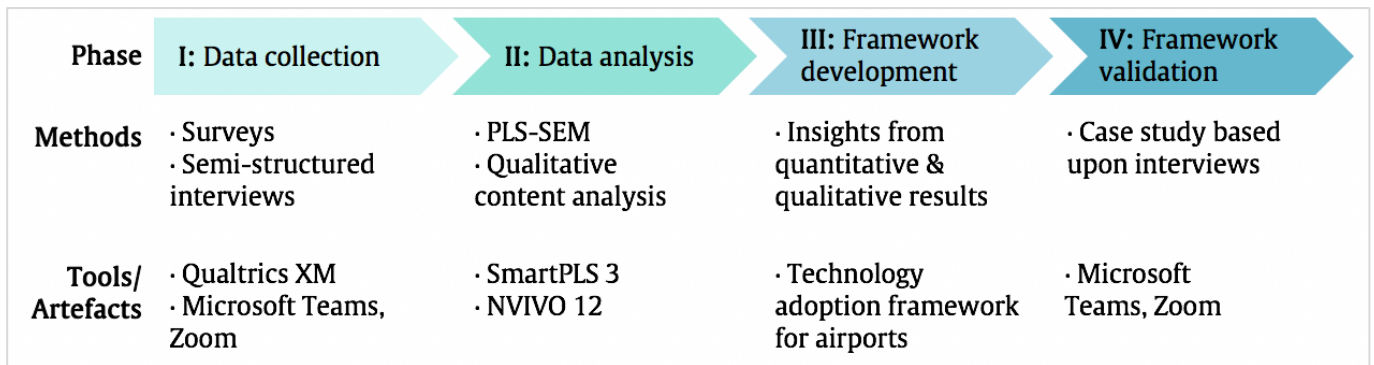 Phase
I: Data collection
II: Data analysis
III: Framework
development
IV: Framework
validation
Methods
· Surveys
· Semi-structured
interviews
· PLS-SEM
· Qualitative
content analysis
· Insights from
quantitative &
qualitative results
· Case study based
upon interviews
Tools/
Artefacts
· Qualtrics XM
· Microsoft Teams,
Zoom
· SmartPLS 3
· NVIVO 12
· Technology
adoption framework
for airports
· Microsoft
Teams, Zoom